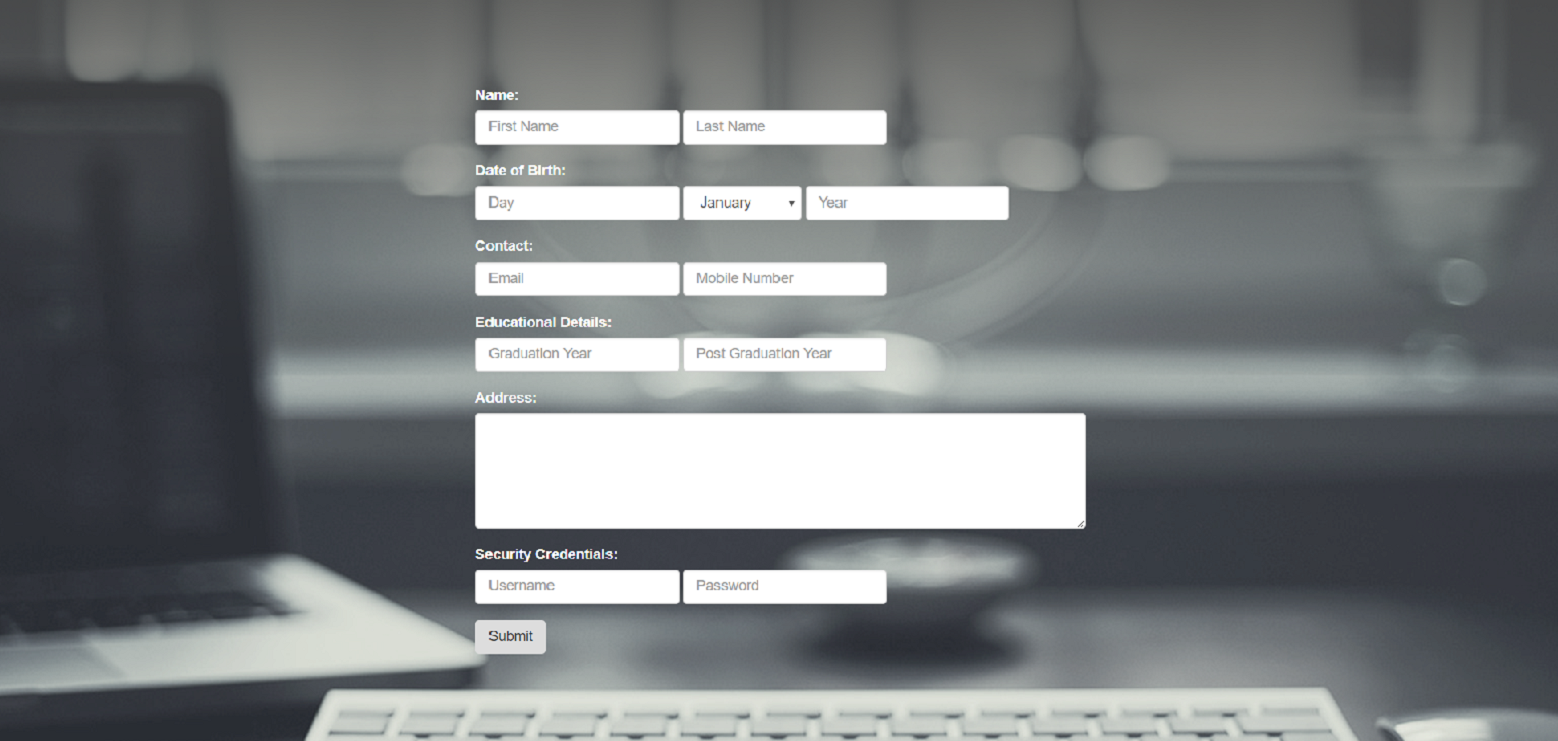 Name:
First Name Last Name
Date of Birth:
Day January Year
Contact:
Email Mobile Number
Educational Details:
Graduation Year Post Graduation Year
Address:
Security Credentials:
Username Password
Submit